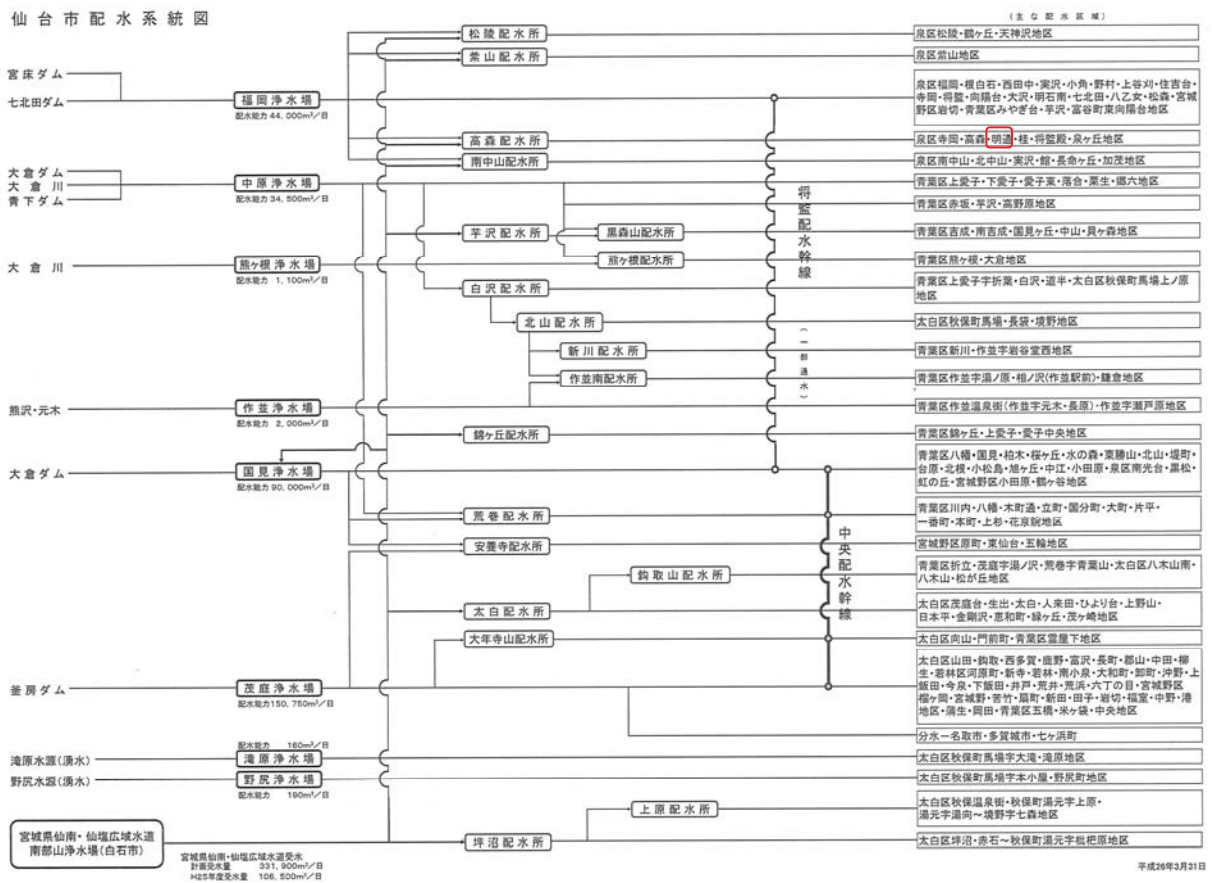 仙台市配水系統図
(主な配水区域)
松陵配水所
泉区松陵・鶴ヶ丘・天神沢地区
紫山配水所
泉区紫山地区
宮床ダム
七北田ダム
福岡浄水場
配水能力 44,000m³/日
泉区福岡・根白石・西田中・実沢・小角・野村・上谷刈・住吉台・
寺岡・将監・向陽台・大沢・明石南・七北田・八乙女・松森・宮城
野区岩切・青葉区みやぎ台・芋沢・富谷町東向陽台地区
高森配水所
泉区寺岡・高森・明通・桂・将監殿・泉ヶ丘地区
南中山配水所
泉区南中山・北中山・実沢・館・長命ヶ丘・加茂地区
大倉ダム
大倉川
青下ダム
中原浄水場
配水能力 34,500m³/日
将監配水幹線
(一部通水)
青葉区上愛子・下愛子・愛子東・落合・栗生・郷六地区
青葉区赤坂・芋沢・高野原地区
芋沢配水所
黒森山配水所
青葉区吉成・南吉成・国見ヶ丘・中山・貝ヶ森地区
大倉川
熊ヶ根浄水場
配水能力 1,100m³/日
熊ヶ根配水所
青葉区熊ヶ根・大倉地区
白沢配水所
青葉区上愛子字折葉・白沢・道半・太白区秋保町馬場上ノ原
地区
北山配水所
太白区秋保町馬場・長袋・境野地区
新川配水所
青葉区新川・作並字岩谷堂西地区
作並南配水所
青葉区作並字湯ノ原・相ノ沢(作並駅前)・鎌倉地区
熊沢・元木
作並浄水場
配水能力 2,000m³/日
青葉区作並温泉街(作並字元木・長原)・作並字瀬戸原地区
錦ヶ丘配水所
青葉区錦ヶ丘・上愛子・愛子中央地区
大倉ダム
国見浄水場
配水能力 90,000m³/日
青葉区八幡・国見・柏木・桜ヶ丘・水の森・東勝山・北山・堤町・
台原・北根・小松島・旭ヶ丘・中江・小田原・泉区南光台・黒松・
虹の丘・宮城野区小田原・鶴ヶ谷地区
荒巻配水所
青葉区川内・八幡・木町通・立町・国分町・大町・片平・
一番町・本町・上杉・花京院地区
安養寺配水所
宮城野区原町・東仙台・五輪地区
中央配水幹線
鈎取山配水所
青葉区折立・茂庭字湯ノ沢・荒巻字青葉山・太白区八木山南・
八木山・松が丘地区
太白配水所
太白区茂庭台・生出・太白・人来田・ひより台・上野山・
日本平・金剛沢・恵和町・緑ヶ丘・茂ヶ崎地区
大年寺山配水所
太白区向山・門前町・青葉区霊屋下地区
釜房ダム
茂庭浄水場
配水能力150,750m³/日
太白区山田・鈎取・西多賀・鹿野・富沢・長町・郡山・中田・柳
生・若林区河原町・新寺・若林・南小泉・大和町・卸町・沖野・上
飯田・今泉・下飯田・井戸・荒井・荒浜・六丁の目・宮城野区
榴ヶ岡・宮城野・苦竹・扇町・新田・田子・岩切・福室・中野・港
地区・蒲生・岡田・青葉区五橋・米ヶ袋・中央地区
分水ー名取市・多賀城市・七ヶ浜町
配水能力 160m³/日
滝原水源(湧水)
滝原浄水場
太白区秋保町馬場字大滝・滝原地区
野尻水源(湧水)
野尻浄水場
配水能力 190m³/日
太白区秋保町馬場字本小屋・野尻町地区
上原配水所
太白区秋保温泉街・秋保町湯元字上原・
湯元字湯向～境野字七森地区
宮城県仙南・仙塩広域水道
南部山浄水場(白石市)
坪沼配水所
太白区坪沼・赤石～秋保町湯元字枇杷原地区
宮城県仙南・仙塩広域水道受水
計画受水量 331,900m³/日
H25年度受水量 106,500m³/日
平成26年3月31日